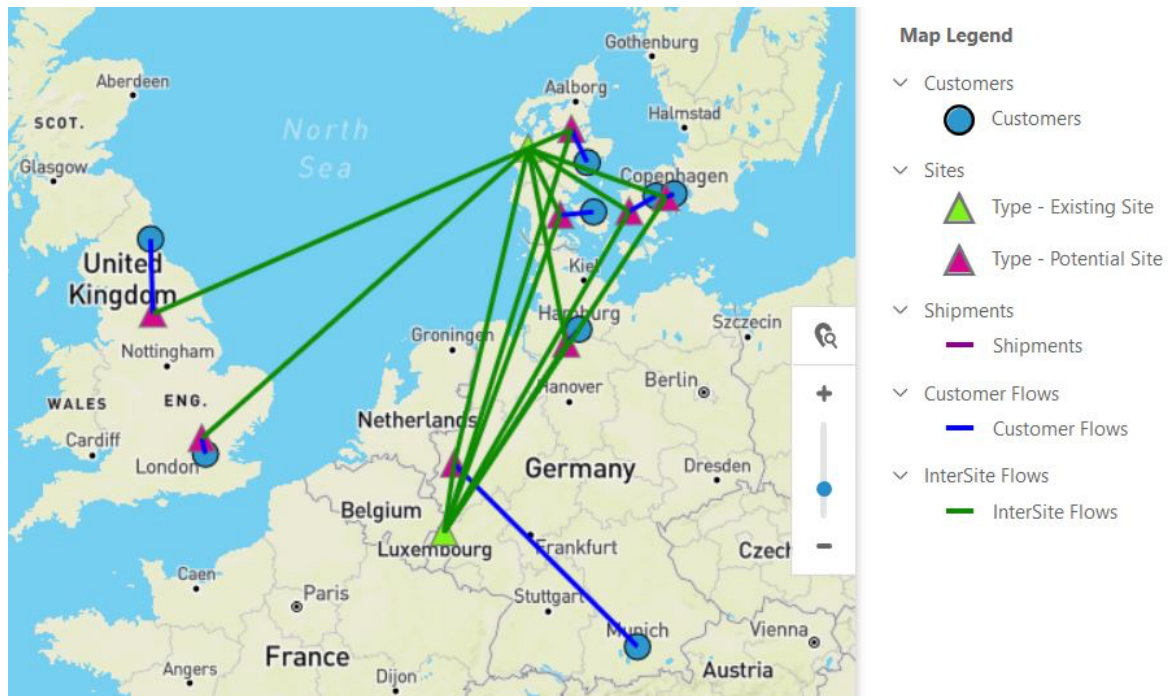 Gothenburg
Aberdeen
Aalborg
SCOT.
North
Sea
Halmstad
Glasgow
Copenhagen
United
Kingdom
Kiel
Hamburg
Szczecin
Groningen
Nottingham
Hanover
Berlin
WALES
ENG.
Netherlands
Cardiff
London
Germany
Dresden
Belgium
Luxembourg
Frankfurt
Czech
Caen
Paris
Stuttgart
Munich
Vienna
France
Austria
Angers
Dijon
+
−
Map Legend
Customers
Customers
Sites
Type - Existing Site
Type - Potential Site
Shipments
Shipments
Customer Flows
Customer Flows
InterSite Flows
InterSite Flows